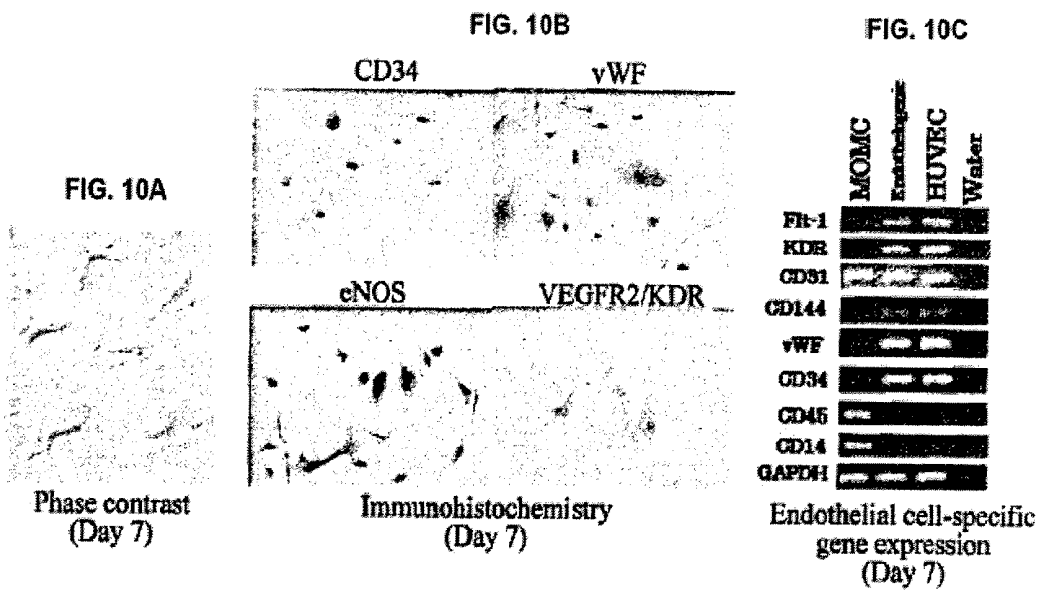 FIG. 10A
Phase contrast
(Day 7)
FIG. 10B
CD34 vWF
eNOS VEGFR2/KDR
Immunohistochemistry
(Day 7)
FIG. 10C
MOMC
Endothelogenic
HUVEC
Water
Flt-1
KDR
CD31
CD144
vWF
CD34
CD45
CD14
GAPDH
Endothelial cell-specific
gene expression
(Day 7)